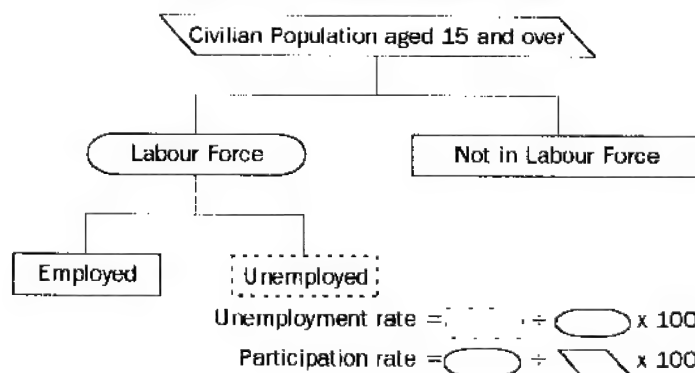 Civilian Population aged 15 and over
Labour Force
Not in Labour Force
Employed
Unemployed
Unemployment rate = ÷ x 100
Participation rate = ÷ x 100